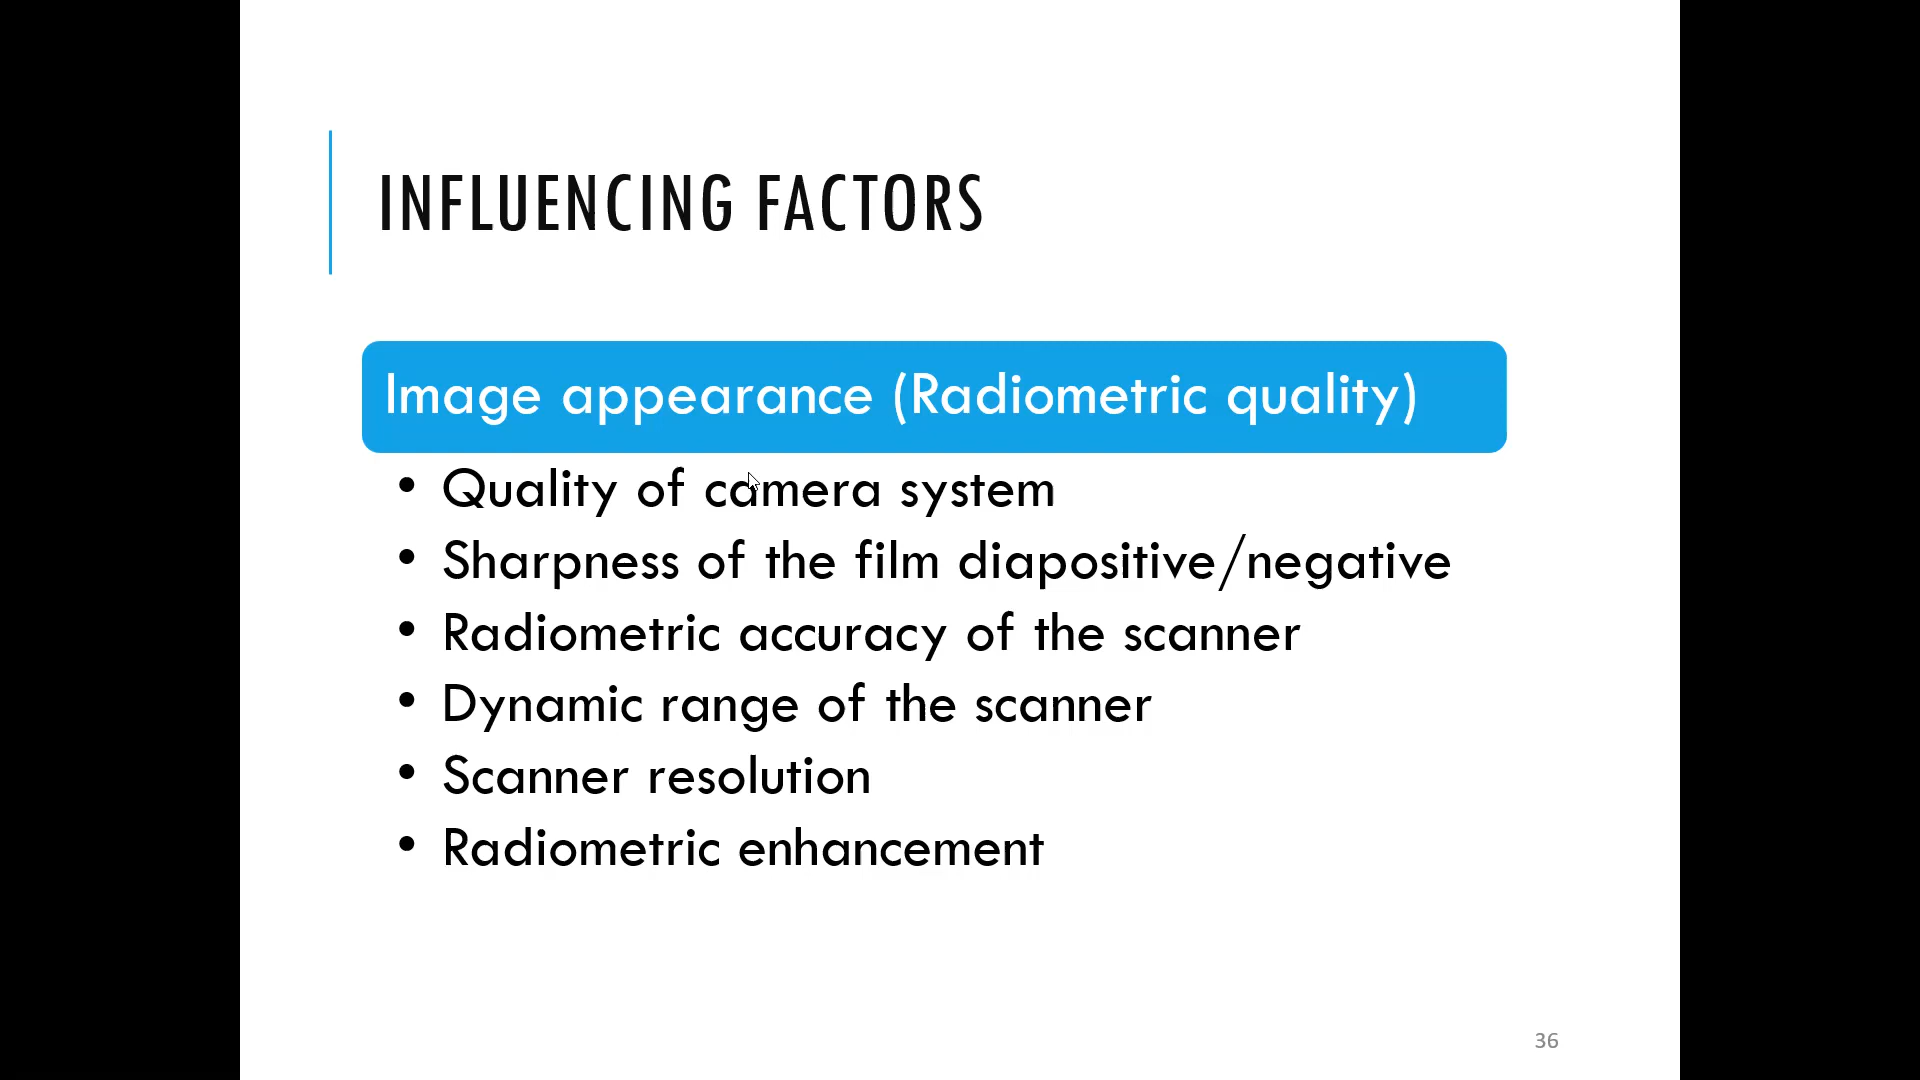 INFLUENCING FACTORS
Image appearance (Radiometric quality)
• Quality of camera system
• Sharpness of the film diapositive/negative
• Radiometric accuracy of the scanner
• Dynamic range of the scanner
• Scanner resolution
• Radiometric enhancement
36